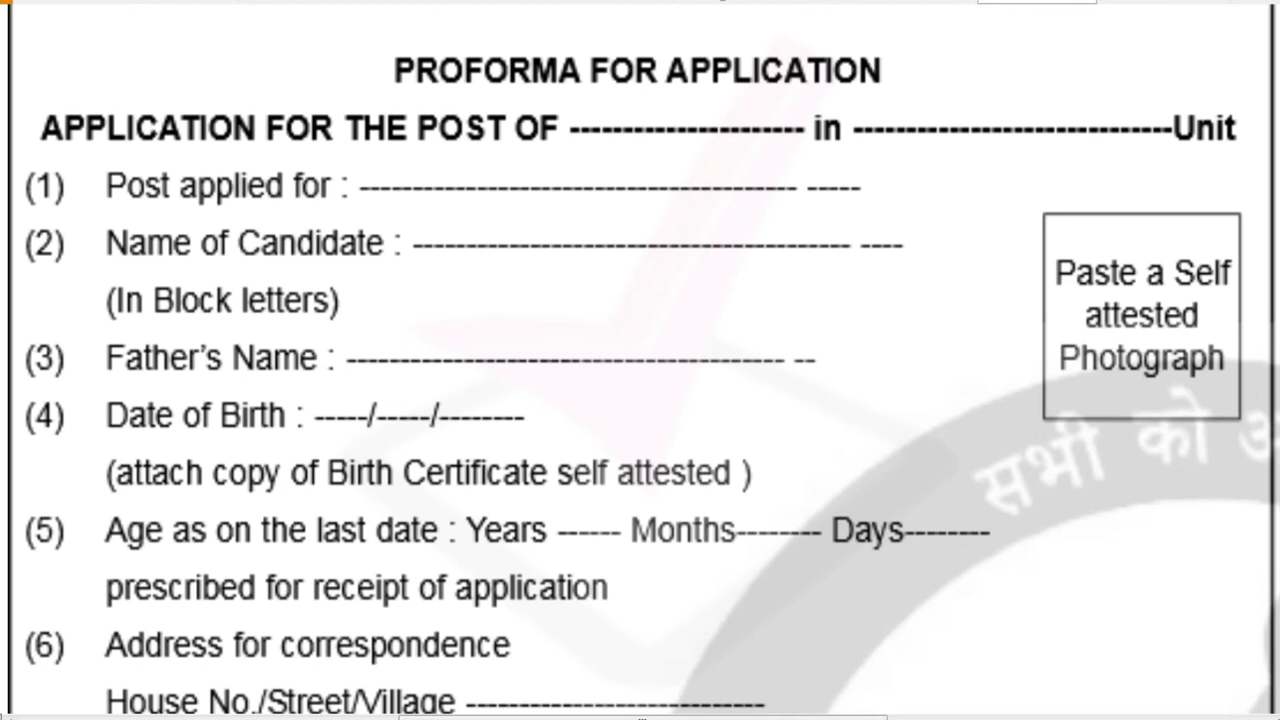 PROFORMA FOR APPLICATION
APPLICATION FOR THE POST OF ---------------------- in ------------------------------Unit
(1) Post applied for : ----------------------------------------- -----
(2) Name of Candidate : ----------------------------------------- ----
(In Block letters)
Paste a Self
attested
Photograph
(3) Father’s Name : ----------------------------------------- --
(4) Date of Birth : -----/-----/--------
(attach copy of Birth Certificate self attested )
(5) Age as on the last date : Years ------ Months-------- Days--------
prescribed for receipt of application
(6) Address for correspondence
House No./Street/Village ----------------------------
सभी को